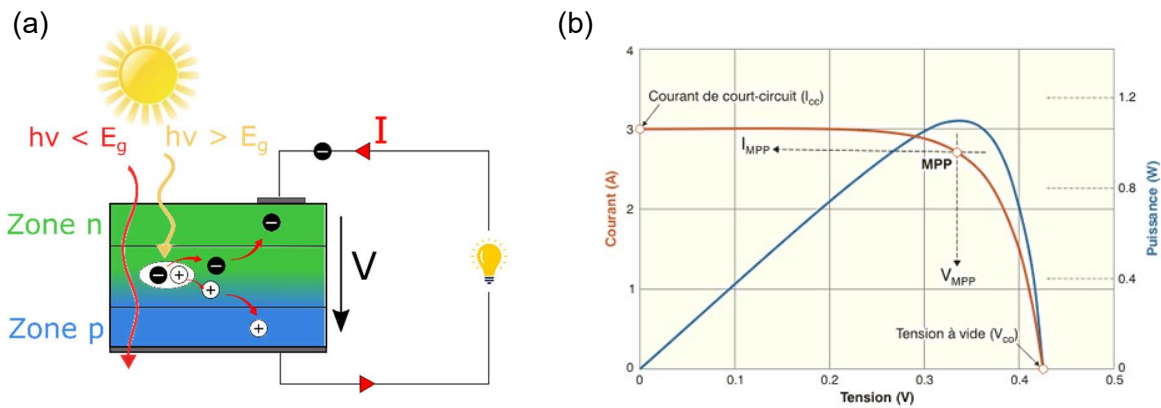 (a)
hν < Eg
hν > Eg
I
Zone n
V
Zone p
(b)
4
3
2
1
0
Courant (A)
Courant de court-circuit (Icc)
IMPP
MPP
VMPP
Tension à vide (Vco)
1.2
0.8
0.4
0
Puissance (W)
0
0.1
0.2
0.3
0.4
0.5
Tension (V)